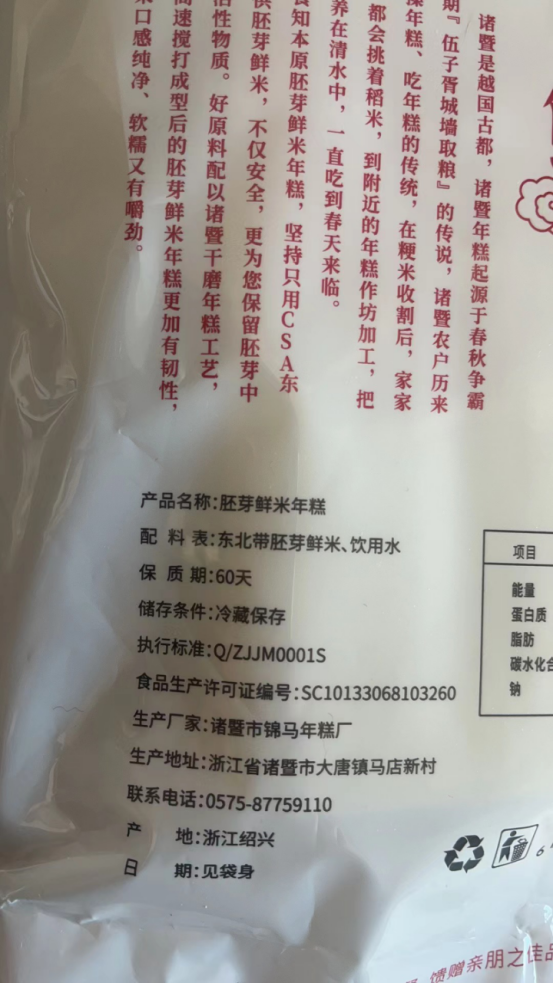 诸暨是越国古都，诸暨年糕起源于春秋争霸
期『伍子胥城墙取粮』的传说，诸暨农户历来
年糕、吃年糕的传统，在粳米收割后，家家
都会挑着稻米，到附近的年糕作坊加工，把
养在清水中，一直吃到春天来临。
知本原胚芽鲜米年糕，坚持只用CSA东
胚芽鲜米，不仅安全，更为您保留胚芽中
性物质。好原料配以诸暨干磨年糕工艺，
速搅打成型后的胚芽鲜米年糕更加有韧性，
口感纯净、软糯又有嚼劲。
产品名称:胚芽鲜米年糕
配料表:东北带胚芽鲜米、饮用水
保质期:60天
储存条件:冷藏保存
执行标准:Q/ZJJM0001S
食品生产许可证编号:SC10133068103260
生产厂家:诸暨市锦马年糕厂
生产地址:浙江省诸暨市大唐镇马店新村
联系电话:0575-87759110
产地:浙江绍兴
日期:见袋身
项目
能量
蛋白质
脂肪
碳水化合
钠
6
馈赠亲朋之佳品